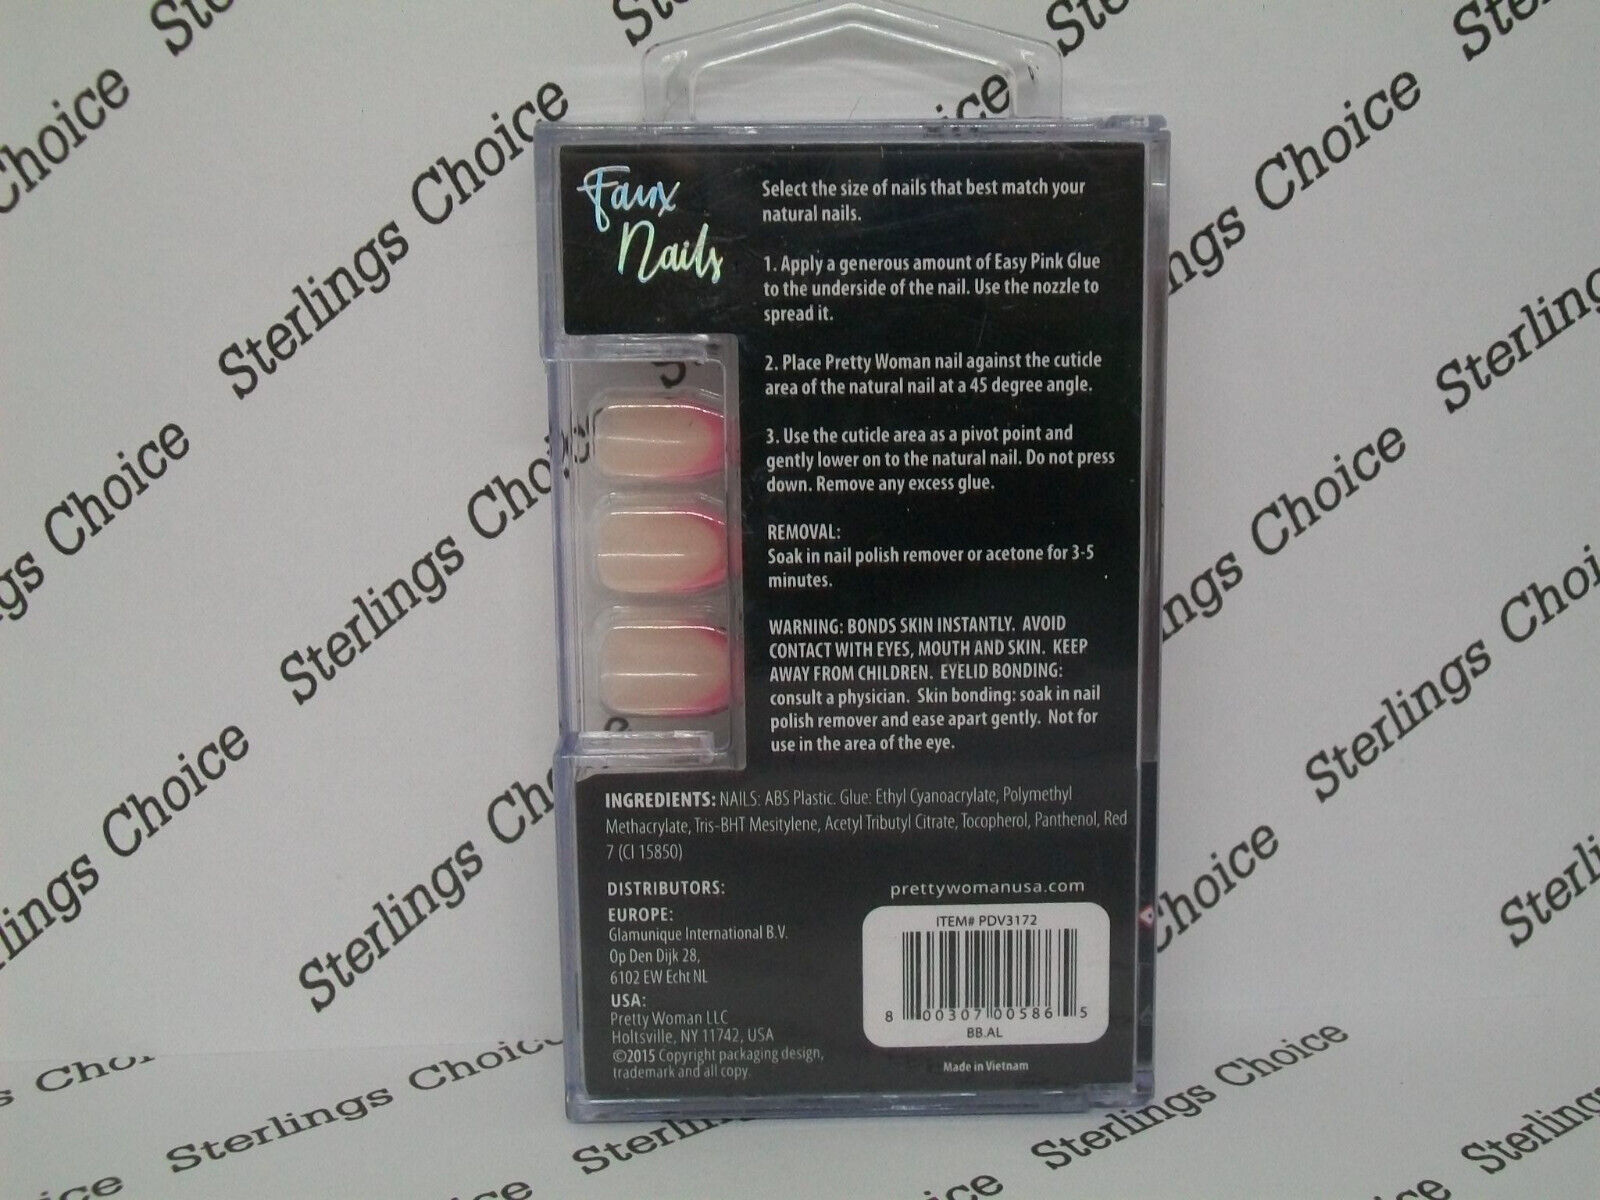 Faux
Nails
Select the size of nails that best match your
natural nails.
1. Apply a generous amount of Easy Pink Glue
to the underside of the nail. Use the nozzle to
spread it.
2. Place Pretty Woman nail against the cuticle
area of the natural nail at a 45 degree angle.
3. Use the cuticle area as a pivot point and
gently lower on to the natural nail. Do not press
down. Remove any excess glue.
REMOVAL:
Soak in nail polish remover or acetone for 3-5
minutes.
WARNING: BONDS SKIN INSTANTLY. AVOID
CONTACT WITH EYES, MOUTH AND SKIN. KEEP
AWAY FROM CHILDREN. EYELID BONDING:
consult a physician. Skin bonding: soak in nail
polish remover and ease apart gently. Not for
use in the area of the eye.
INGREDIENTS: NAILS: ABS Plastic. Glue: Ethyl Cyanoacrylate, Polymethyl
Methacrylate, Tris-BHT Mesitylene, Acetyl Tributyl Citrate, Tocopherol, Panthenol, Red
7 (CI 15850)
DISTRIBUTORS:
EUROPE:
Glamunique International B.V.
Op Den Dijk 28,
6102 EW Echt NL
USA:
Pretty Woman LLC
Holtsville, NY 11742, USA
©2015 Copyright packaging design,
trademark and all copy.
prettywomanusa.com
ITEM# PDV3172
8 00307 00586 5
BB.AL
Made in Vietnam
Sterlings Choice
Sterlings Choice
Sterlings Choice
Sterlings Choice
Sterlings Choice
Sterlings Choice
Sterlings Choice
Sterlings Choice